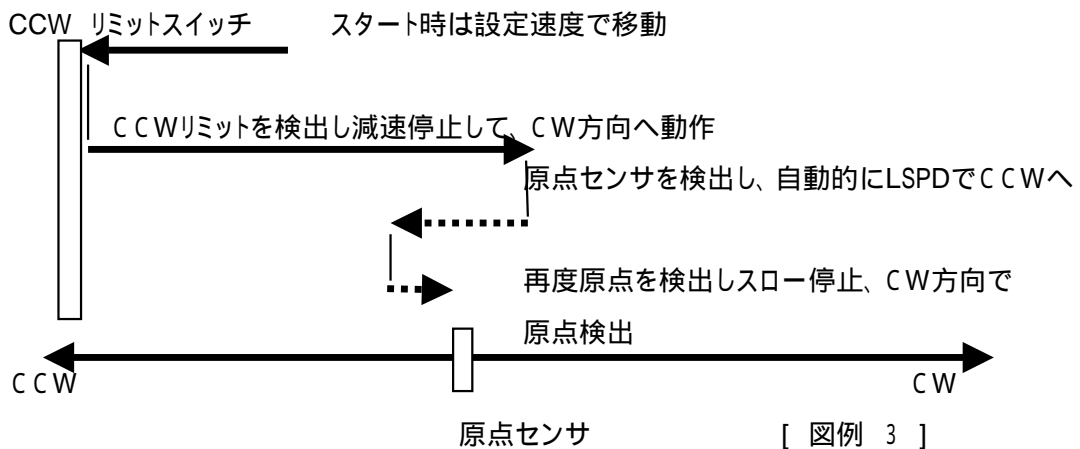 CCW リミットスイッチ スタート時は設定速度で移動
ＣＣＷリミットを検出し減速停止して、ＣＷ方向へ動作
原点センサを検出し、自動的にLSPDでＣＣＷへ
再度原点を検出しスロー停止、ＣＷ方向で
原点検出
ＣＣＷ ＣＷ
原点センサ [ 図例 ３ ]